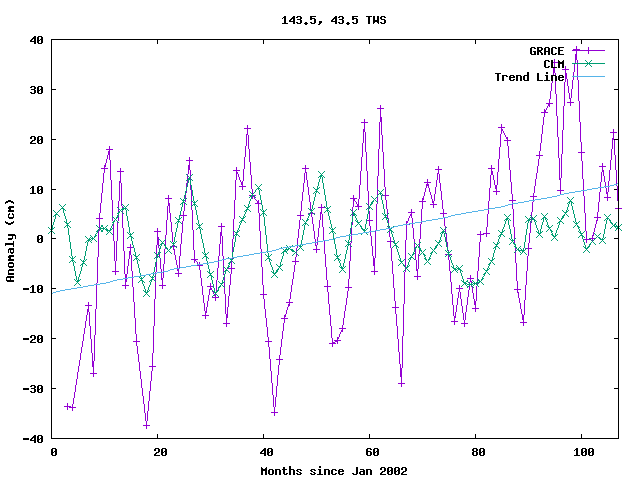 143.5, 43.5 TWS
GRACE
CLM
Trend Line
40
30
20
10
0
-10
-20
-30
-40
Anomaly (cm)
0 20 40 60 80 100
Months since Jan 2002